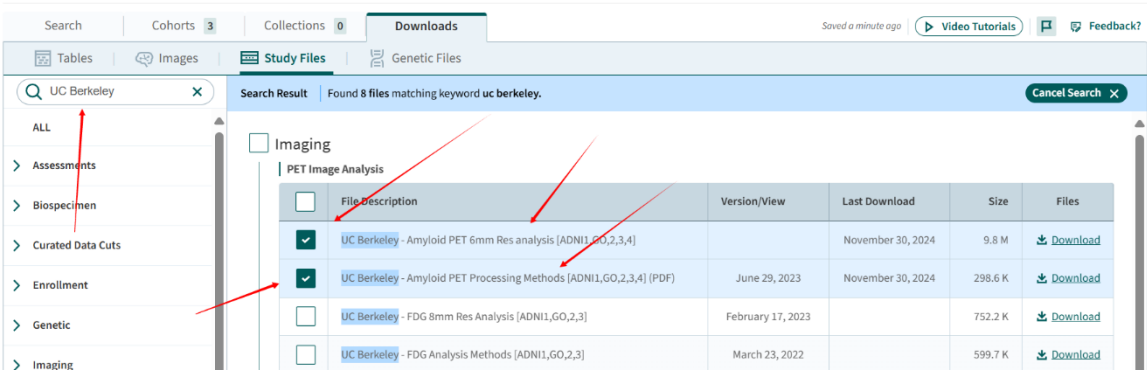 Search Cohorts 3 Collections 0 Downloads Saved a minute ago Video Tutorials Feedback?
Tables Images Study Files Genetic Files
UC Berkeley
Search Result Found 8 files matching keyword uc berkeley. Cancel Search
ALL
Assessments
Biospecimen
Curated Data Cuts
Enrollment
Genetic
Imaging
Imaging
PET Image Analysis
File Description Version/View Last Download Size Files
UC Berkeley - Amyloid PET 6mm Res analysis [ADNI1,GO,2,3,4] November 30, 2024 9.8 M Download
UC Berkeley - Amyloid PET Processing Methods [ADNI1,GO,2,3,4] (PDF) June 29, 2023 November 30, 2024 298.6 K Download
UC Berkeley - FDG 8mm Res Analysis [ADNI1,GO,2,3] February 17, 2023 752.2 K Download
UC Berkeley - FDG Analysis Methods [ADNI1,GO,2,3] March 23, 2022 599.7 K Download